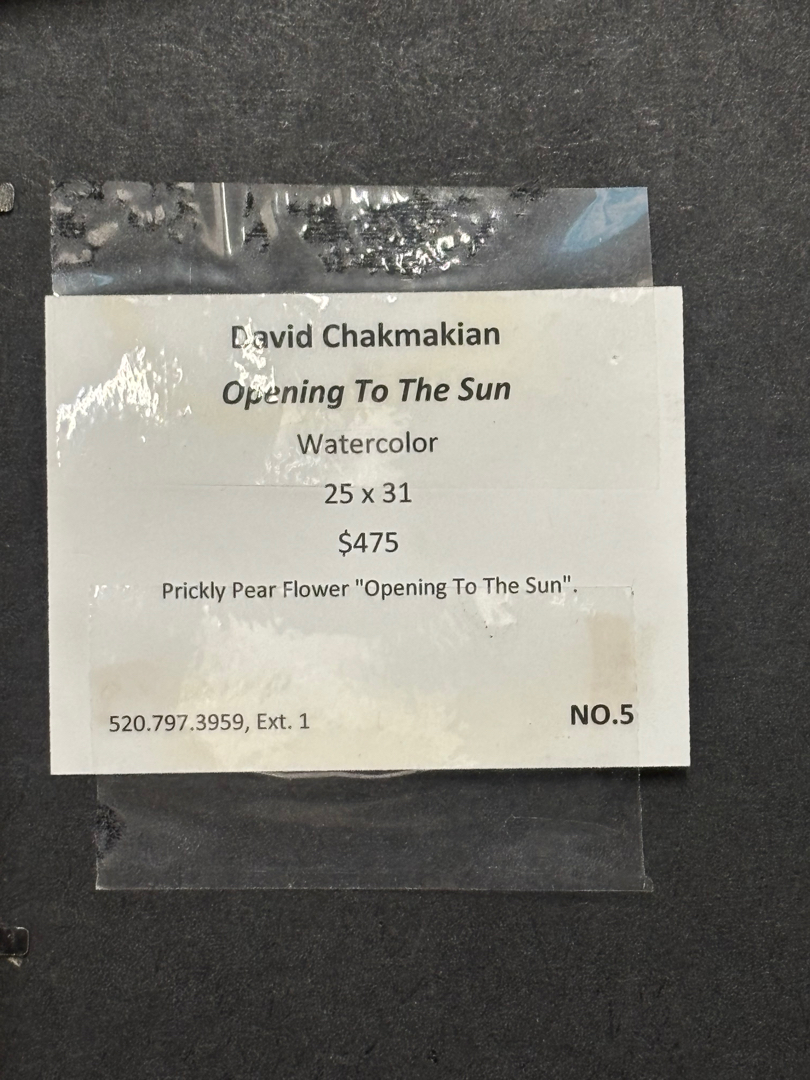 David Chakmakian
Opening To The Sun
Watercolor
25 x 31
$475
Prickly Pear Flower "Opening To The Sun".
520.797.3959, Ext. 1
NO.5